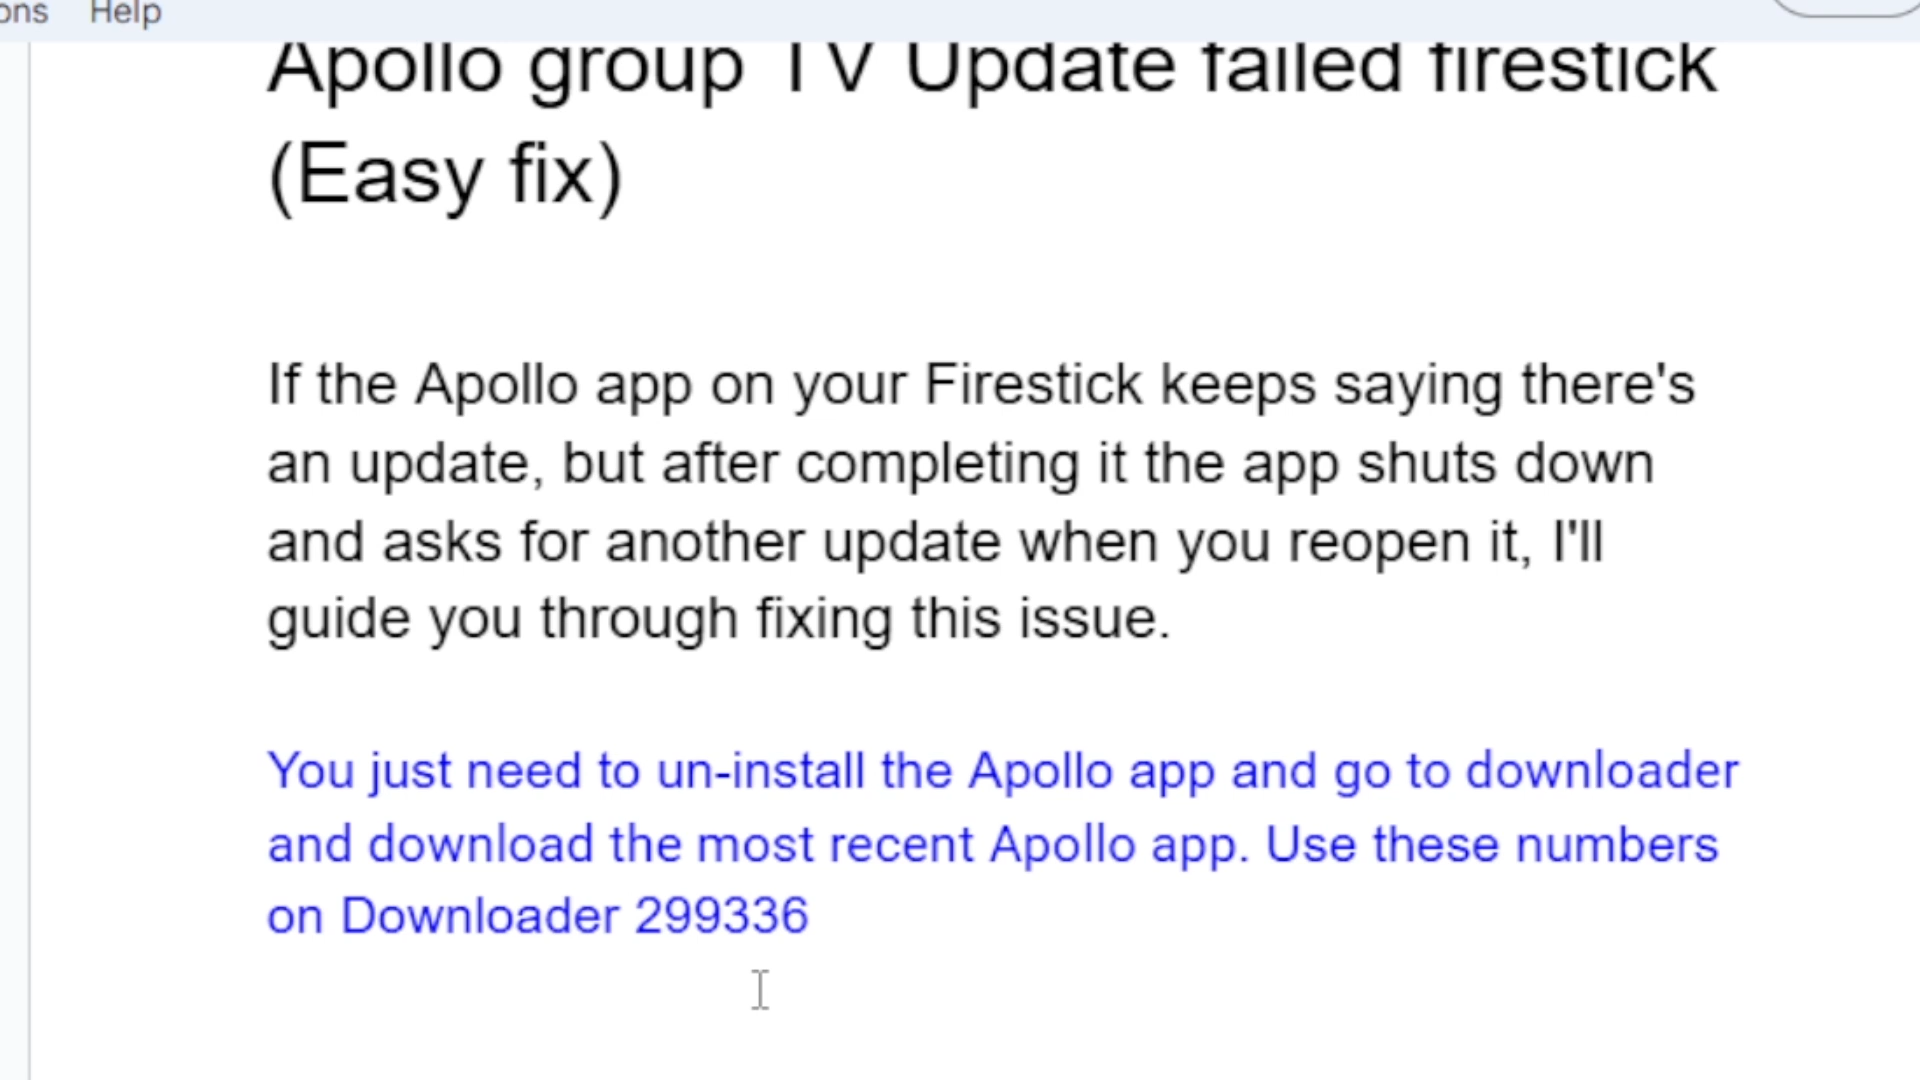 ons Help
Apollo group TV Update failed firestick
(Easy fix)
If the Apollo app on your Firestick keeps saying there's
an update, but after completing it the app shuts down
and asks for another update when you reopen it, I'll
guide you through fixing this issue.
You just need to un-install the Apollo app and go to downloader
and download the most recent Apollo app. Use these numbers
on Downloader 299336